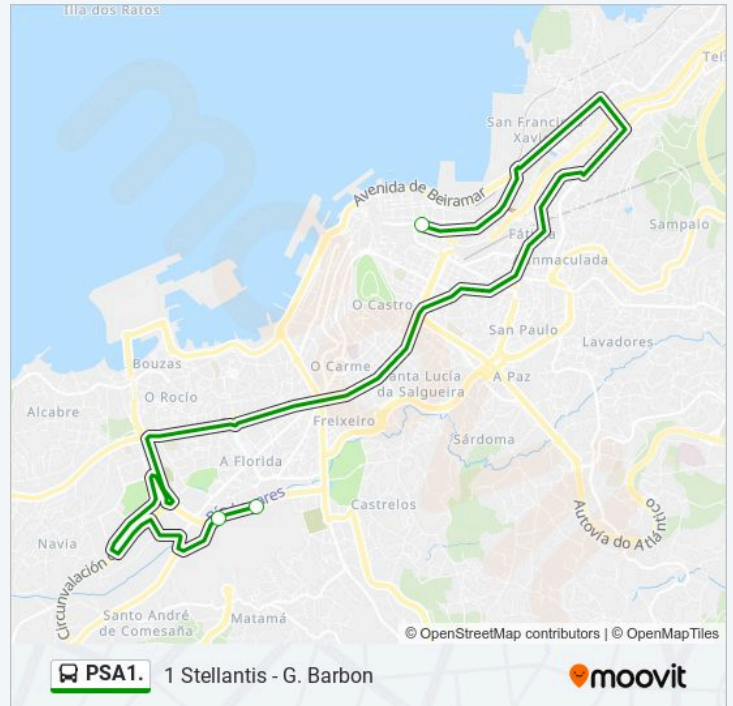 Illa dos Ratos
Teis
San Francisco
Xavier
Avenida de Beiramar
Sampaio
Fátima
Inmaculada
O Castro
San Paulo
Lavadores
Bouzas
O Carme
Santa Lucía
da Salgueira
A Paz
O Rocío
Alcabre
Freixeiro
Sárdoma
A Florida
Castrelos
Autovía do Atlántico
Navia
Circunvalación
Santo André
de Comesaña
Matamá
© OpenStreetMap contributors | © OpenMapTiles
PSA1.
1 Stellantis - G. Barbon
moovit